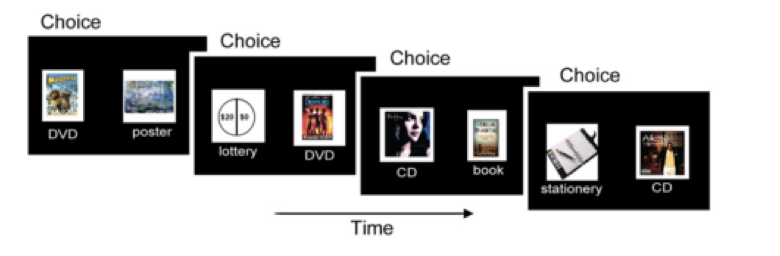 Choice
DVD
poster
Choice
$20 $0
lottery
DVD
Choice
CD
book
Choice
stationery
CD
Time